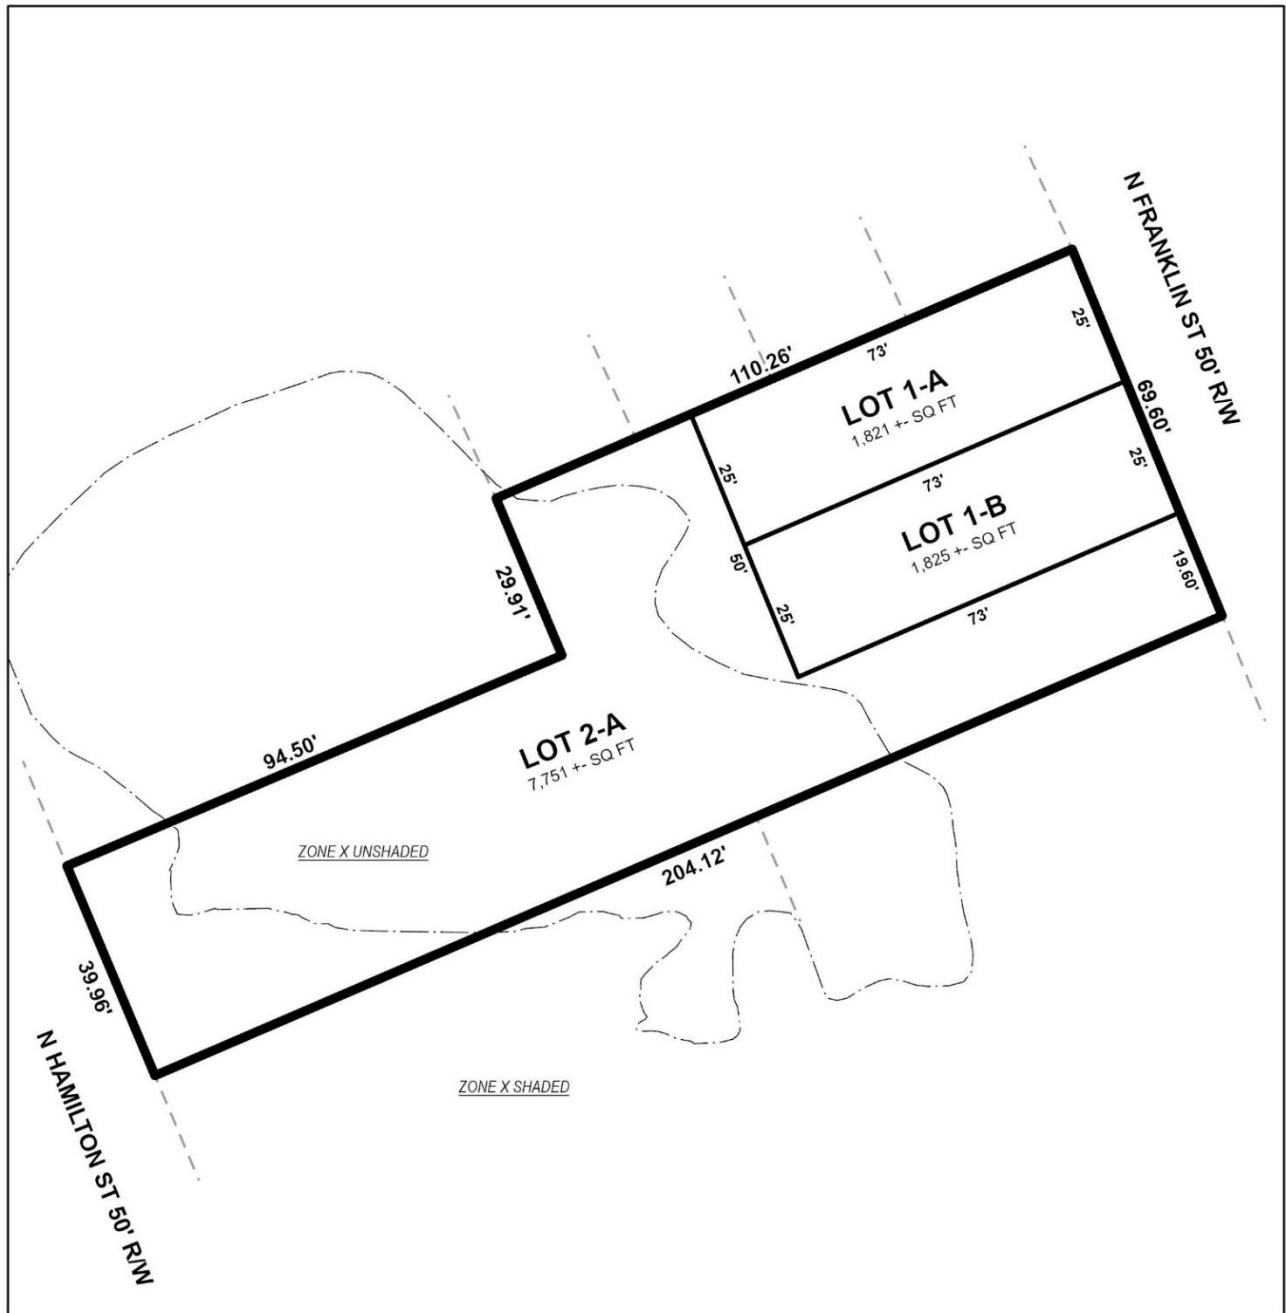 N FRANKLIN ST 50' R/W
110.26'
73'
25'
LOT 1-A
1,821 +- SQ FT
69.60'
25'
73'
25'
LOT 1-B
1,825 +- SQ FT
50'
19.60'
29.91'
25'
73'
LOT 2-A
7,751 +- SQ FT
94.50'
ZONE X UNSHADED
204.12'
39.96'
N HAMILTON ST 50' R/W
ZONE X SHADED